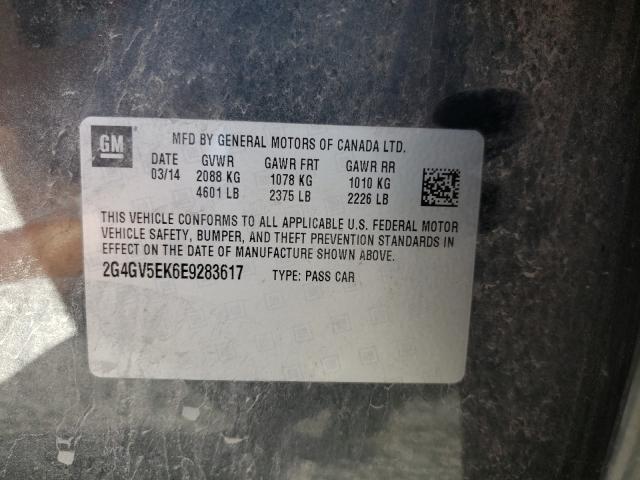 GM
MFD BY GENERAL MOTORS OF CANADA LTD.
DATE GVWR GAWR FRT GAWR RR
03/14 2088 KG 1078 KG 1010 KG
4601 LB 2375 LB 2226 LB
THIS VEHICLE CONFORMS TO ALL APPLICABLE U.S. FEDERAL MOTOR
VEHICLE SAFETY, BUMPER, AND THEFT PREVENTION STANDARDS IN
EFFECT ON THE DATE OF MANUFACTURE SHOWN ABOVE.
2G4GV5EK6E9283617 TYPE: PASS CAR